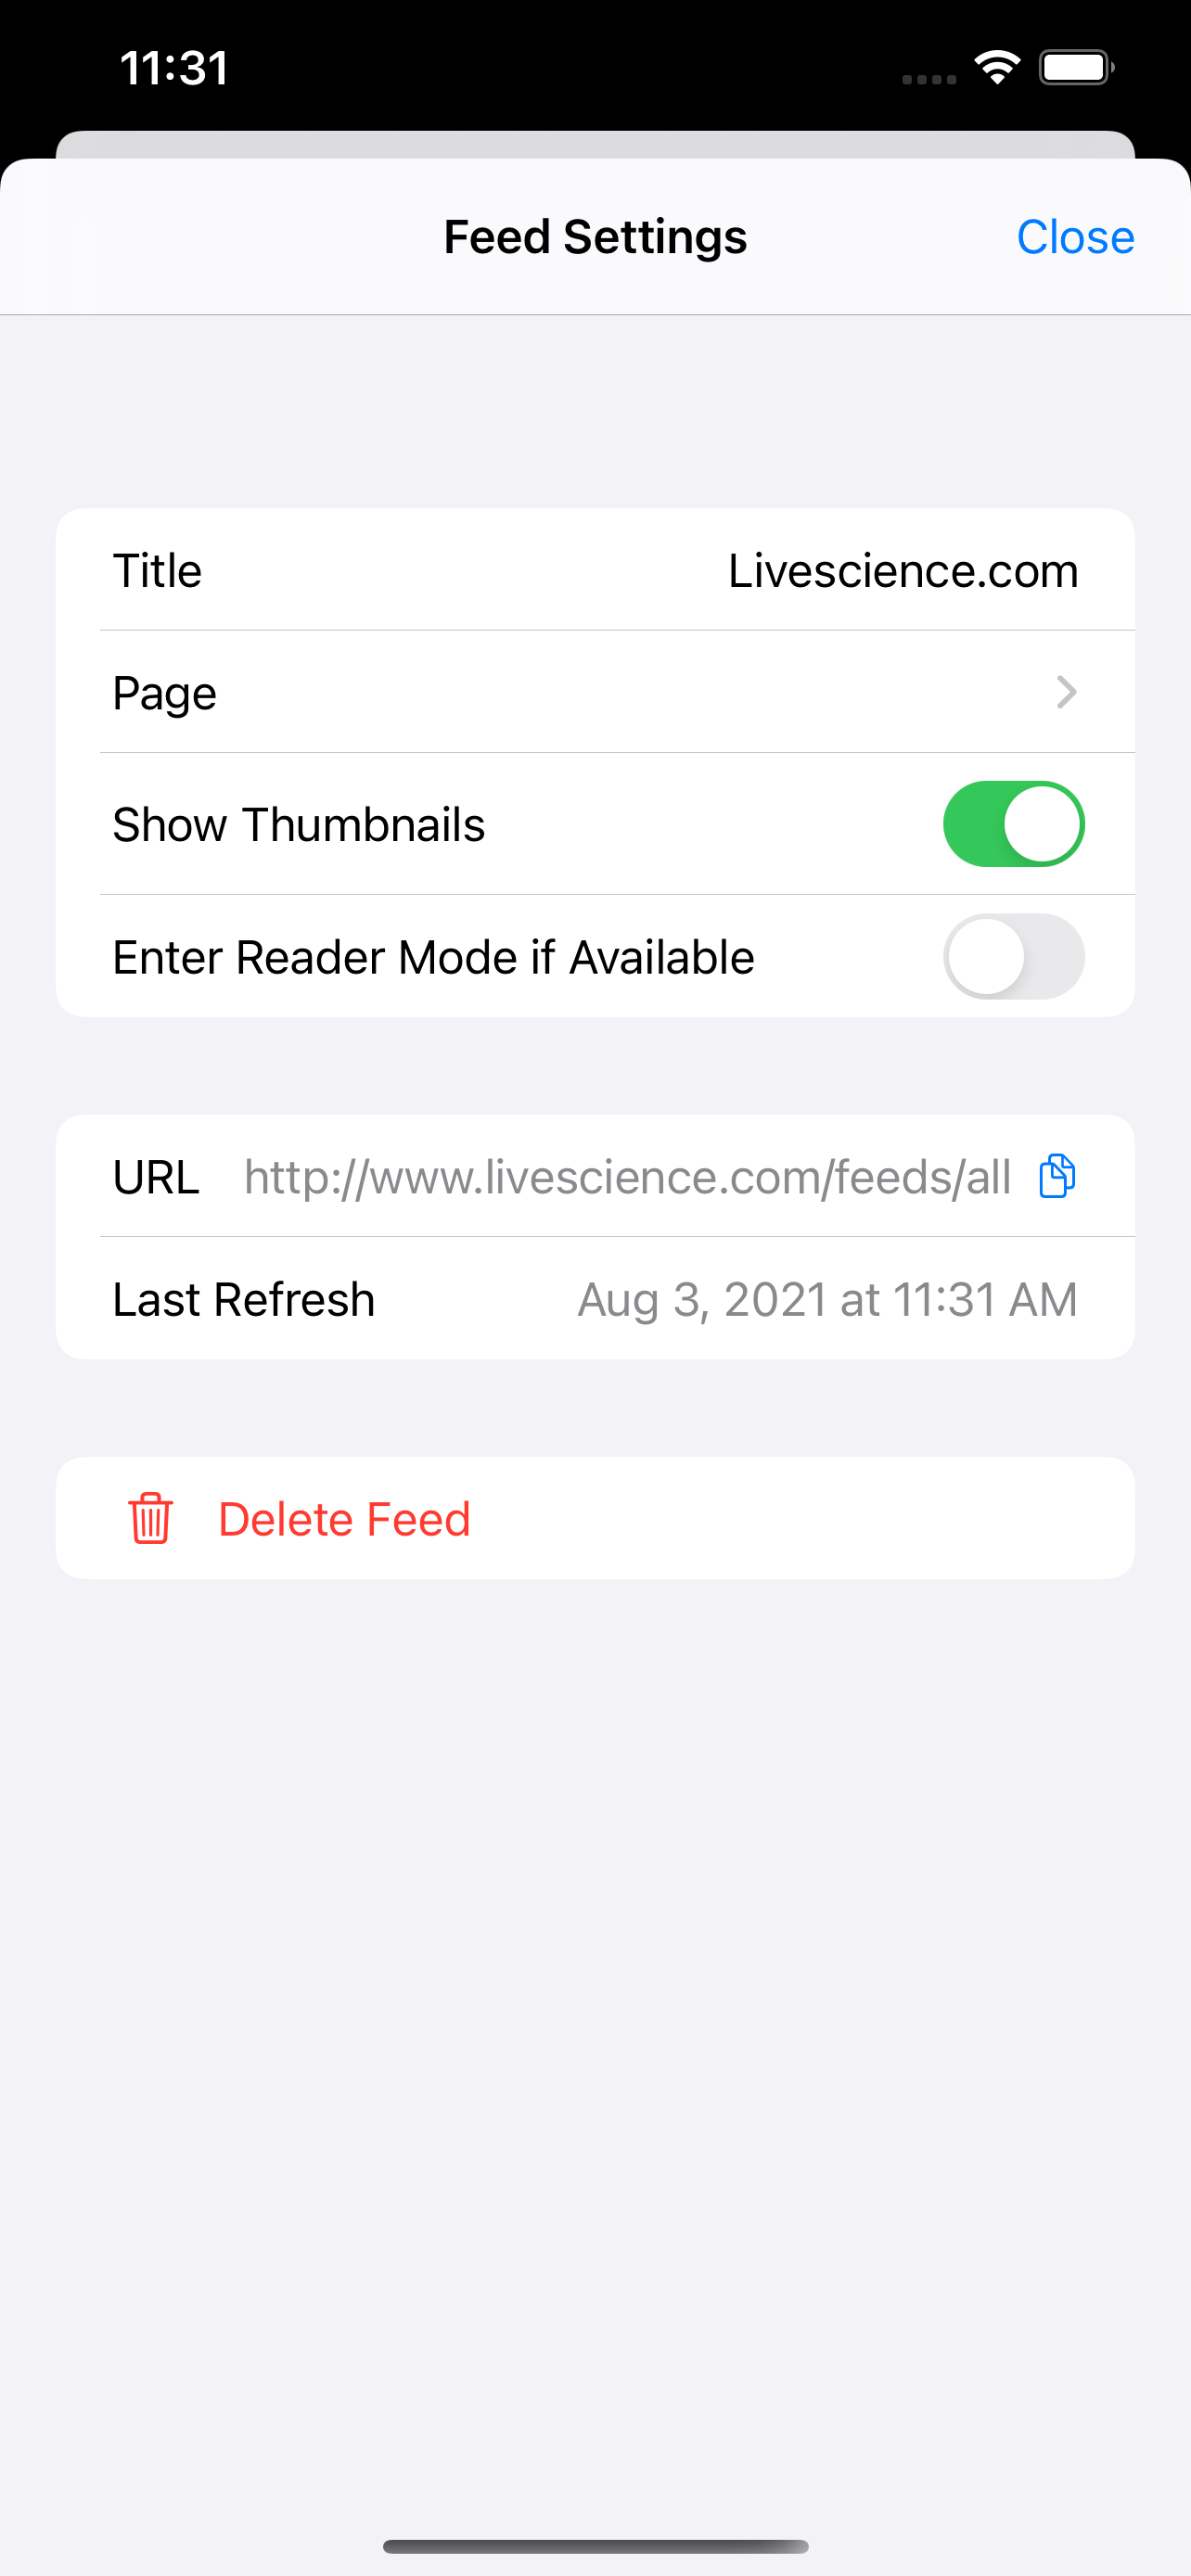 11:31
Feed Settings
Close
Title
Livescience.com
Page
Show Thumbnails
Enter Reader Mode if Available
URL http://www.livescience.com/feeds/all
Last Refresh
Aug 3, 2021 at 11:31 AM
Delete Feed